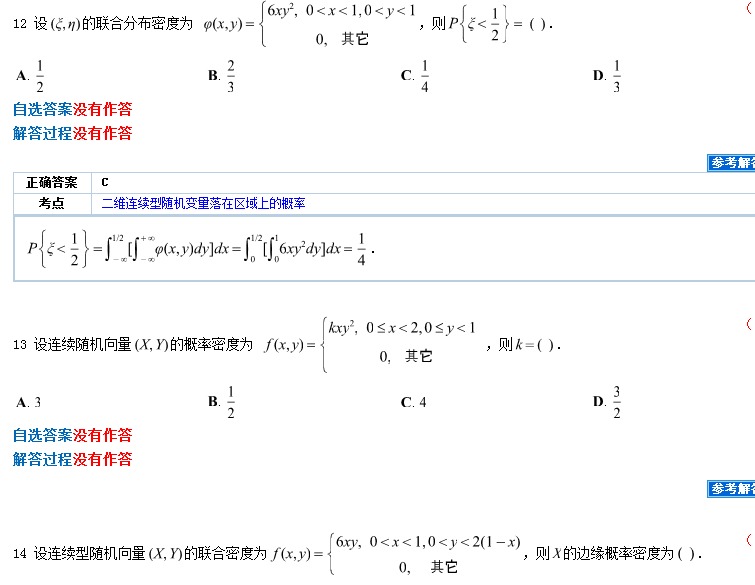 12 设(ξ,η)的联合分布密度为 φ(x,y)={6xy², 0<x<1,0<y<1; 0, 其它 ,则P{ξ<1/2}=( ).
A. 1/2 B. 2/3 C. 1/4 D. 1/3
自选答案没有作答
解答过程没有作答
参考解答
正确答案 C
考点 二维连续型随机变量落在区域上的概率
P{ξ<1/2}=∫_{-∞}^{1/2}[∫_{-∞}^{+∞}φ(x,y)dy]dx=∫_0^{1/2}[∫_0^1 6xy²dy]dx=1/4.
13 设连续随机向量(X,Y)的概率密度为 f(x,y)={kxy², 0≤x<2,0≤y<1; 0, 其它 ,则k=( ).
A. 3 B. 1/2 C. 4 D. 3/2
自选答案没有作答
解答过程没有作答
参考解答
14 设连续型随机向量(X,Y)的联合密度为 f(x,y)={6xy, 0<x<1,0<y<2(1-x); 0, 其它 ,则X的边缘概率密度为( ).